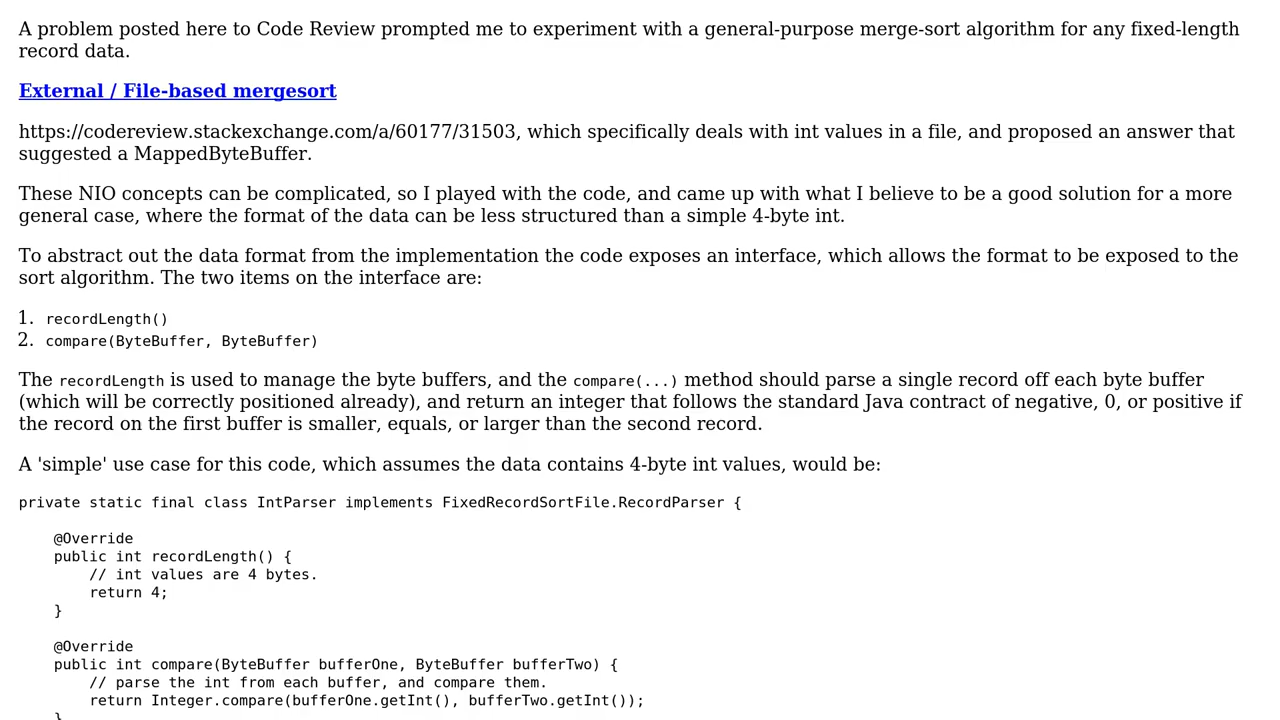 A problem posted here to Code Review prompted me to experiment with a general-purpose merge-sort algorithm for any fixed-length
record data.
External / File-based mergesort
https://codereview.stackexchange.com/a/60177/31503, which specifically deals with int values in a file, and proposed an answer that
suggested a MappedByteBuffer.
These NIO concepts can be complicated, so I played with the code, and came up with what I believe to be a good solution for a more
general case, where the format of the data can be less structured than a simple 4-byte int.
To abstract out the data format from the implementation the code exposes an interface, which allows the format to be exposed to the
sort algorithm. The two items on the interface are:
1. recordLength()
2. compare(ByteBuffer, ByteBuffer)
The recordLength is used to manage the byte buffers, and the compare(...) method should parse a single record off each byte buffer
(which will be correctly positioned already), and return an integer that follows the standard Java contract of negative, 0, or positive if
the record on the first buffer is smaller, equals, or larger than the second record.
A 'simple' use case for this code, which assumes the data contains 4-byte int values, would be:
private static final class IntParser implements FixedRecordSortFile.RecordParser {
    @Override
    public int recordLength() {
        // int values are 4 bytes.
        return 4;
    }
    @Override
    public int compare(ByteBuffer bufferOne, ByteBuffer bufferTwo) {
        // parse the int from each buffer, and compare them.
        return Integer.compare(bufferOne.getInt(), bufferTwo.getInt());
    }